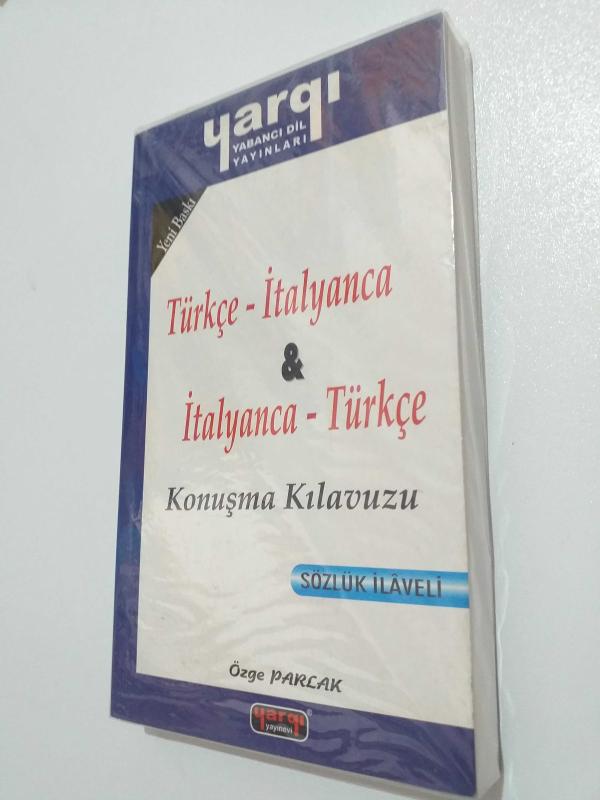 yargı
YABANCI DİL
YAYINLARI
Yeni Baskı
Türkçe - İtalyanca
&
İtalyanca - Türkçe
Konuşma Kılavuzu
SÖZLÜK İLÂVELİ
Özge PARLAK
yargı®
yayınevi